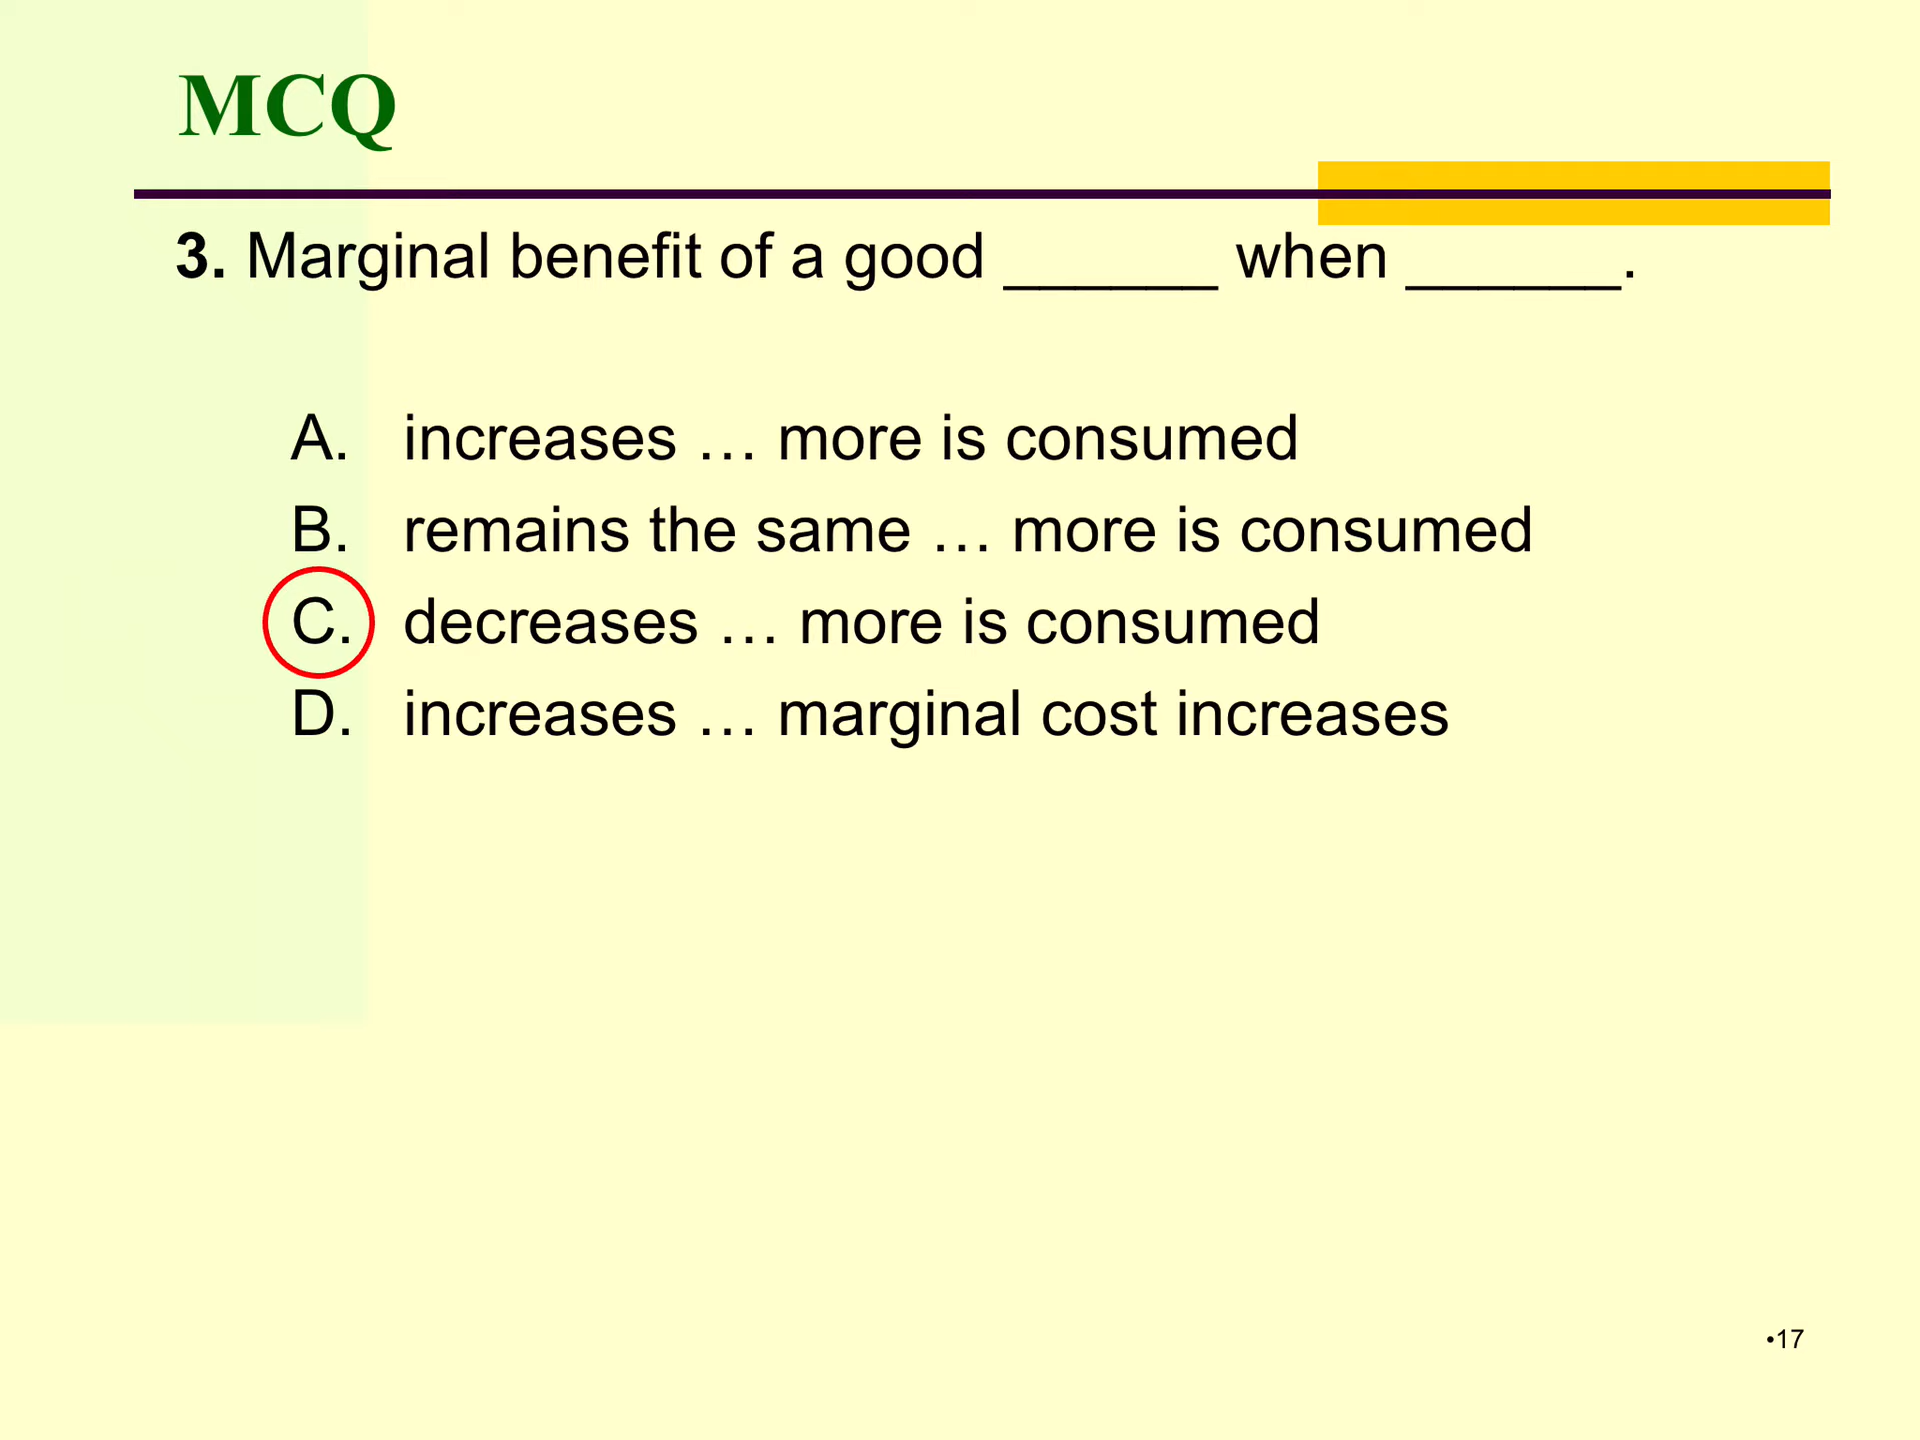 MCQ
3. Marginal benefit of a good ______ when ______.
A. increases … more is consumed
B. remains the same … more is consumed
C. decreases … more is consumed
D. increases … marginal cost increases
•17